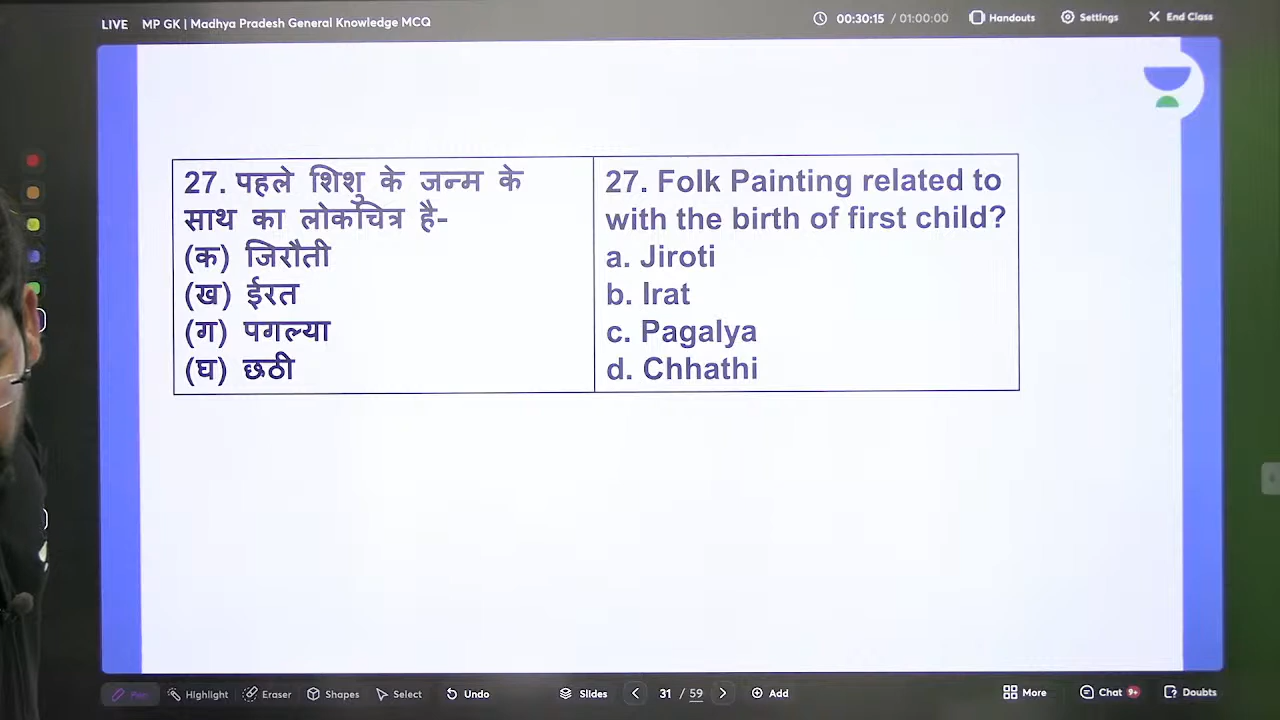 LIVE MP GK | Madhya Pradesh General Knowledge MCQ
00:30:15 / 01:00:00
Handouts
Settings
End Class
27. पहले शिशु के जन्म के
साथ का लोकचित्र है-
(क) जिरौती
(ख) ईरत
(ग) पगल्या
(घ) छठी
27. Folk Painting related to
with the birth of first child?
a. Jiroti
b. Irat
c. Pagalya
d. Chhathi
Pen
Highlight
Eraser
Shapes
Select
Undo
Slides
31 / 59
Add
More
Chat 9+
Doubts